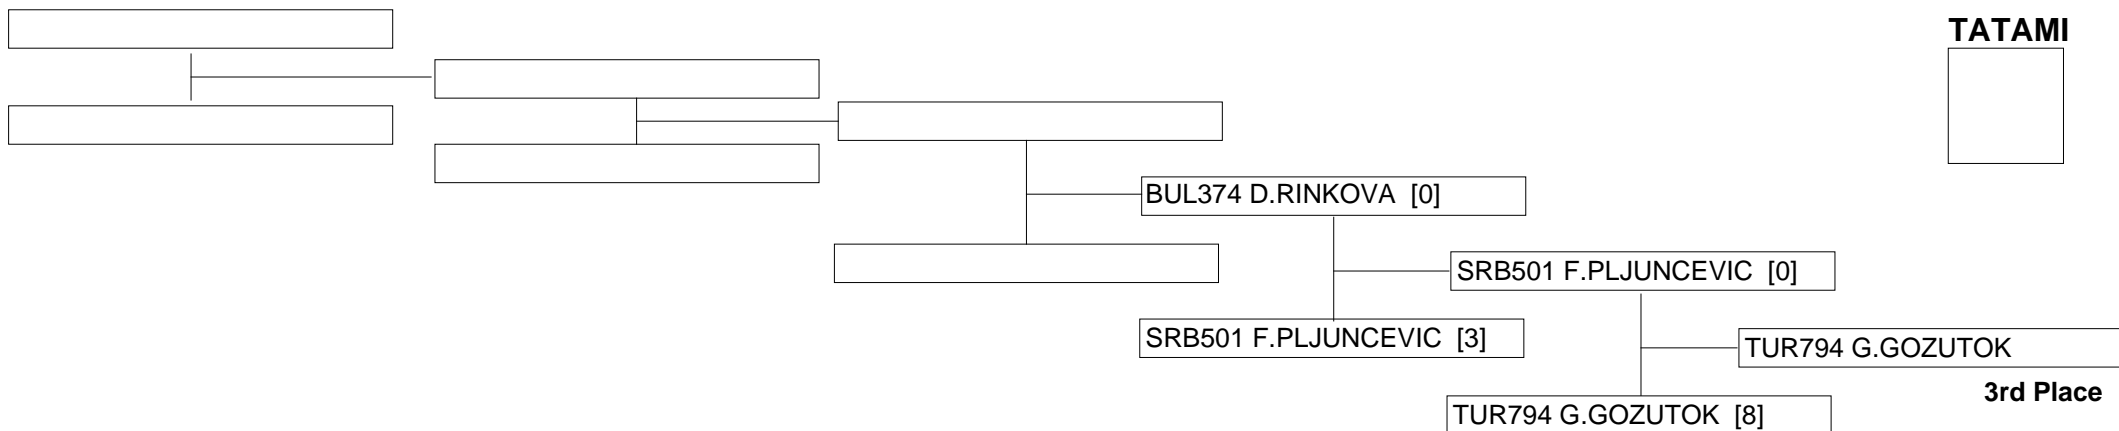 TATAMI
BUL374 D.RINKOVA [0]
SRB501 F.PLJUNCEVIC [0]
SRB501 F.PLJUNCEVIC [3]
TUR794 G.GOZUTOK
3rd Place
TUR794 G.GOZUTOK [8]